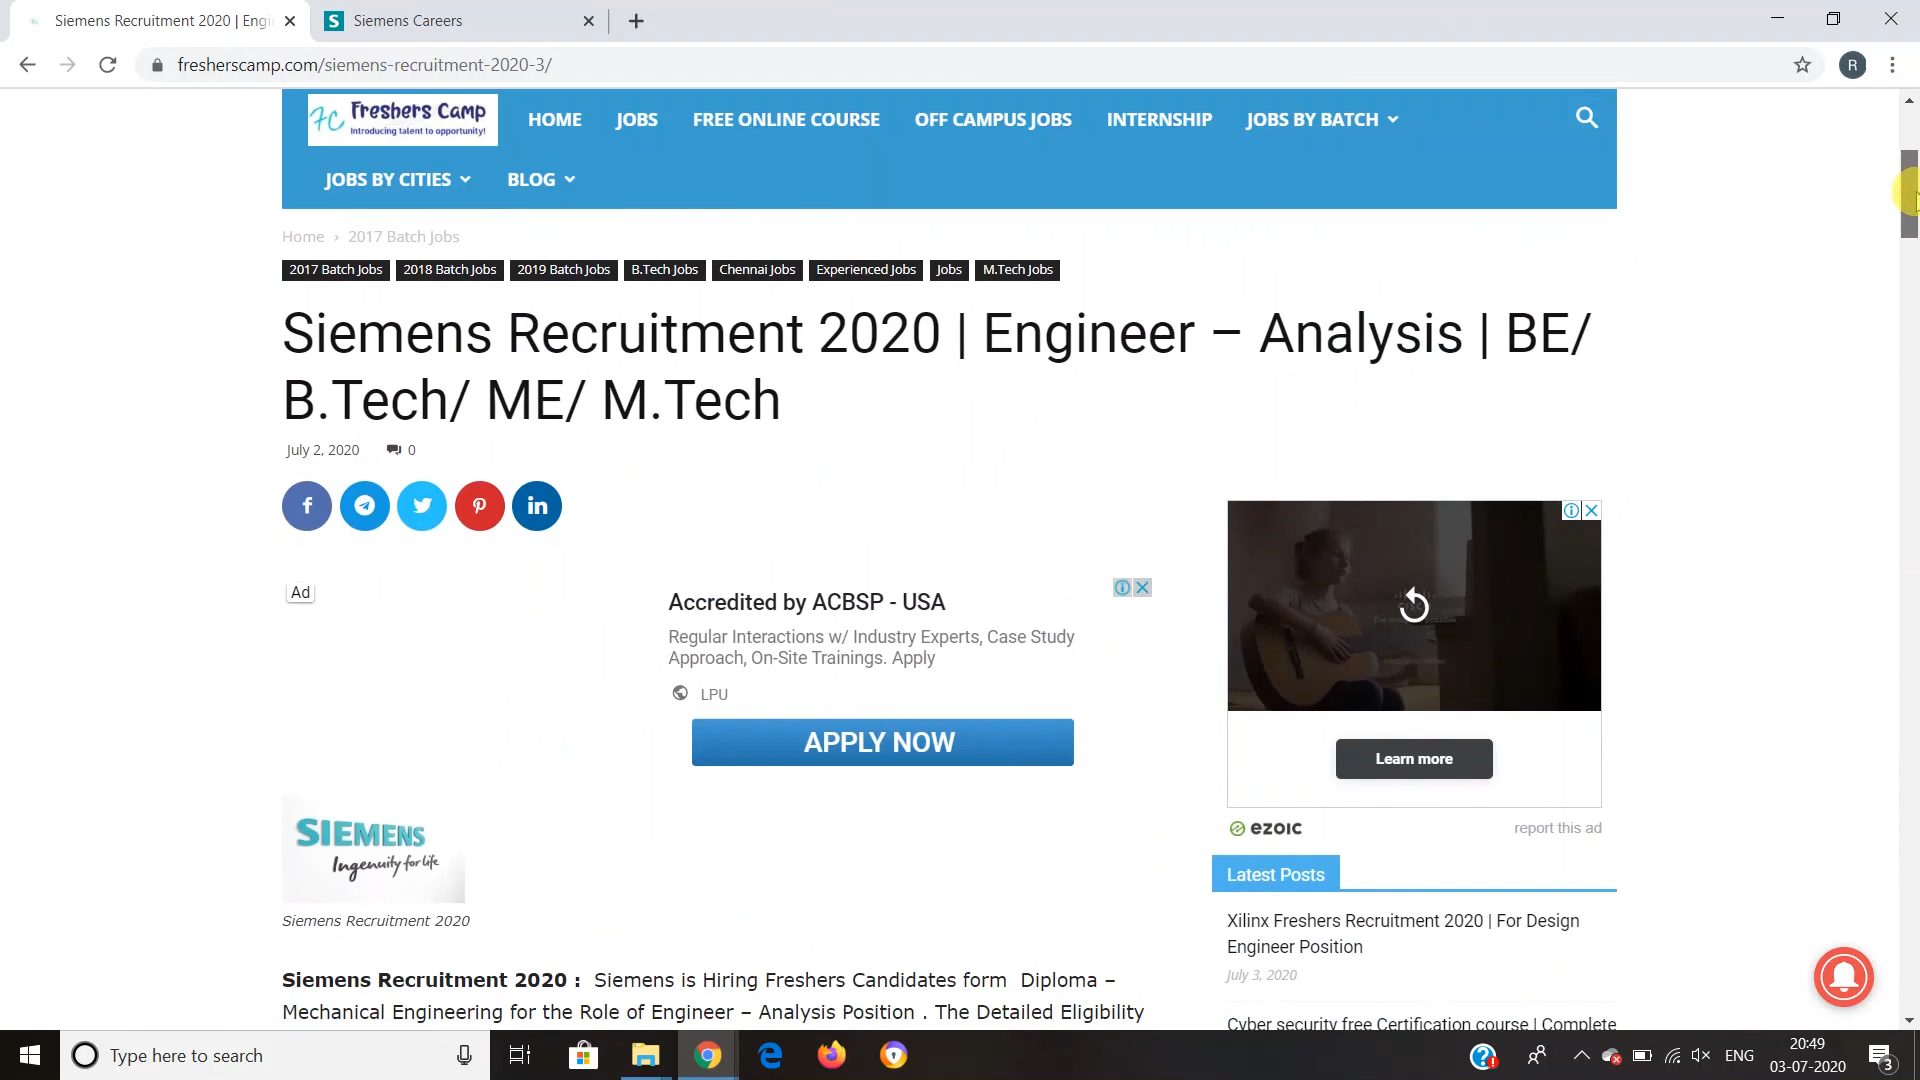 Siemens Recruitment 2020 | Engi
Siemens Careers
fresherscamp.com/siemens-recruitment-2020-3/
R
Freshers Camp
Introducing talent to opportunity!
HOME
JOBS
FREE ONLINE COURSE
OFF CAMPUS JOBS
INTERNSHIP
JOBS BY BATCH
JOBS BY CITIES
BLOG
Home › 2017 Batch Jobs
2017 Batch Jobs
2018 Batch Jobs
2019 Batch Jobs
B.Tech Jobs
Chennai Jobs
Experienced Jobs
Jobs
M.Tech Jobs
Siemens Recruitment 2020 | Engineer – Analysis | BE/
B.Tech/ ME/ M.Tech
July 2, 2020
0
Ad
Accredited by ACBSP - USA
Regular Interactions w/ Industry Experts, Case Study
Approach, On-Site Trainings. Apply
LPU
APPLY NOW
SIEMENS
Ingenuity for life
Siemens Recruitment 2020
Siemens Recruitment 2020 : Siemens is Hiring Freshers Candidates form Diploma –
Mechanical Engineering for the Role of Engineer – Analysis Position . The Detailed Eligibility
Learn more
ezoic
report this ad
Latest Posts
Xilinx Freshers Recruitment 2020 | For Design
Engineer Position
July 3, 2020
Cyber security free Certification course | Complete
Type here to search
ENG
20:49
03-07-2020
3